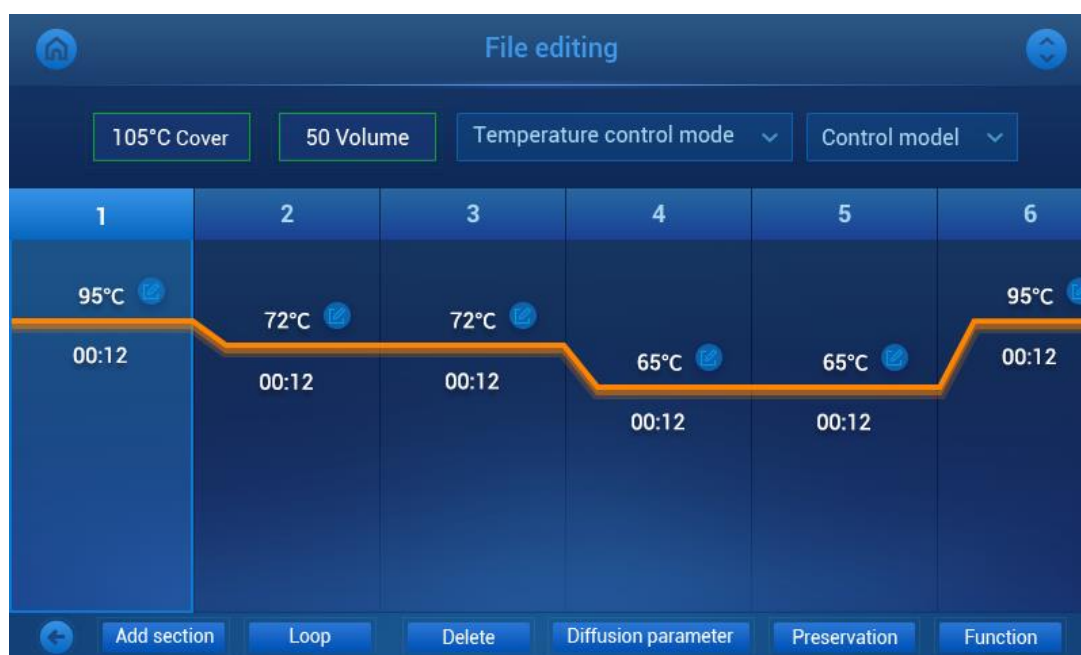 File editing
105°C Cover 50 Volume Temperature control mode Control model
1 2 3 4 5 6
95°C 72°C 72°C 65°C 65°C 95°C
00:12 00:12 00:12 00:12 00:12 00:12
Add section Loop Delete Diffusion parameter Preservation Function